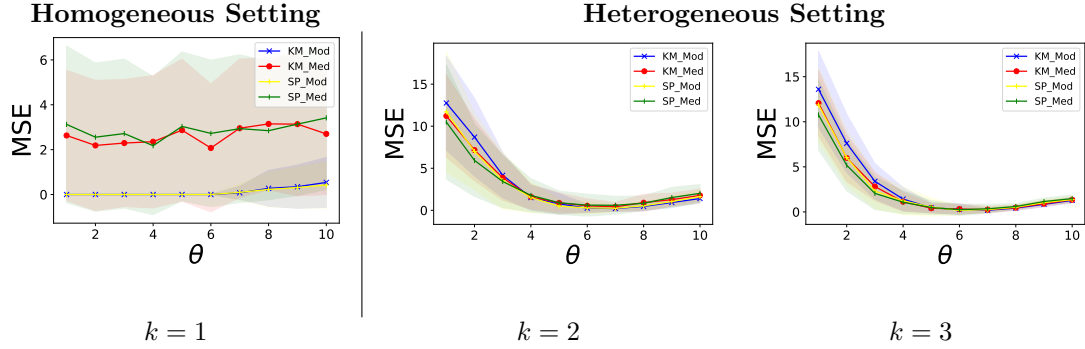 Homogeneous Setting
Heterogeneous Setting
MSE
6
4
2
0
2
4
6
8
10
θ
KM_Mod
KM_Med
SP_Mod
SP_Med
k = 1
MSE
15
10
5
0
2
4
6
8
10
θ
KM_Mod
KM_Med
SP_Mod
SP_Med
k = 2
MSE
15
10
5
0
2
4
6
8
10
θ
KM_Mod
KM_Med
SP_Mod
SP_Med
k = 3